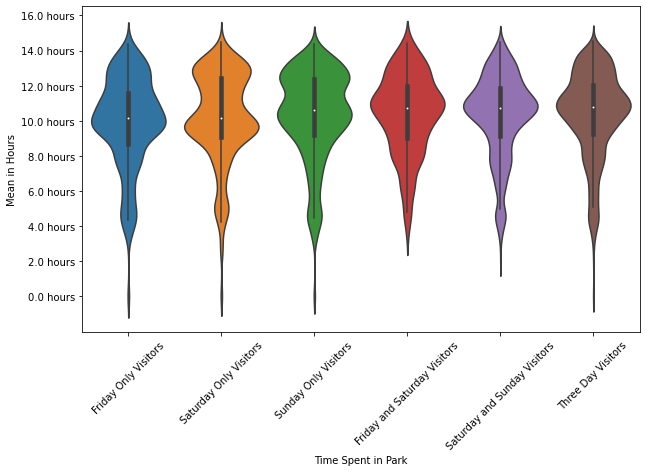 16.0 hours
14.0 hours
12.0 hours
10.0 hours
8.0 hours
6.0 hours
4.0 hours
2.0 hours
0.0 hours
Mean in Hours
Friday Only Visitors
Saturday Only Visitors
Sunday Only Visitors
Friday and Saturday Visitors
Saturday and Sunday Visitors
Three Day Visitors
Time Spent in Park